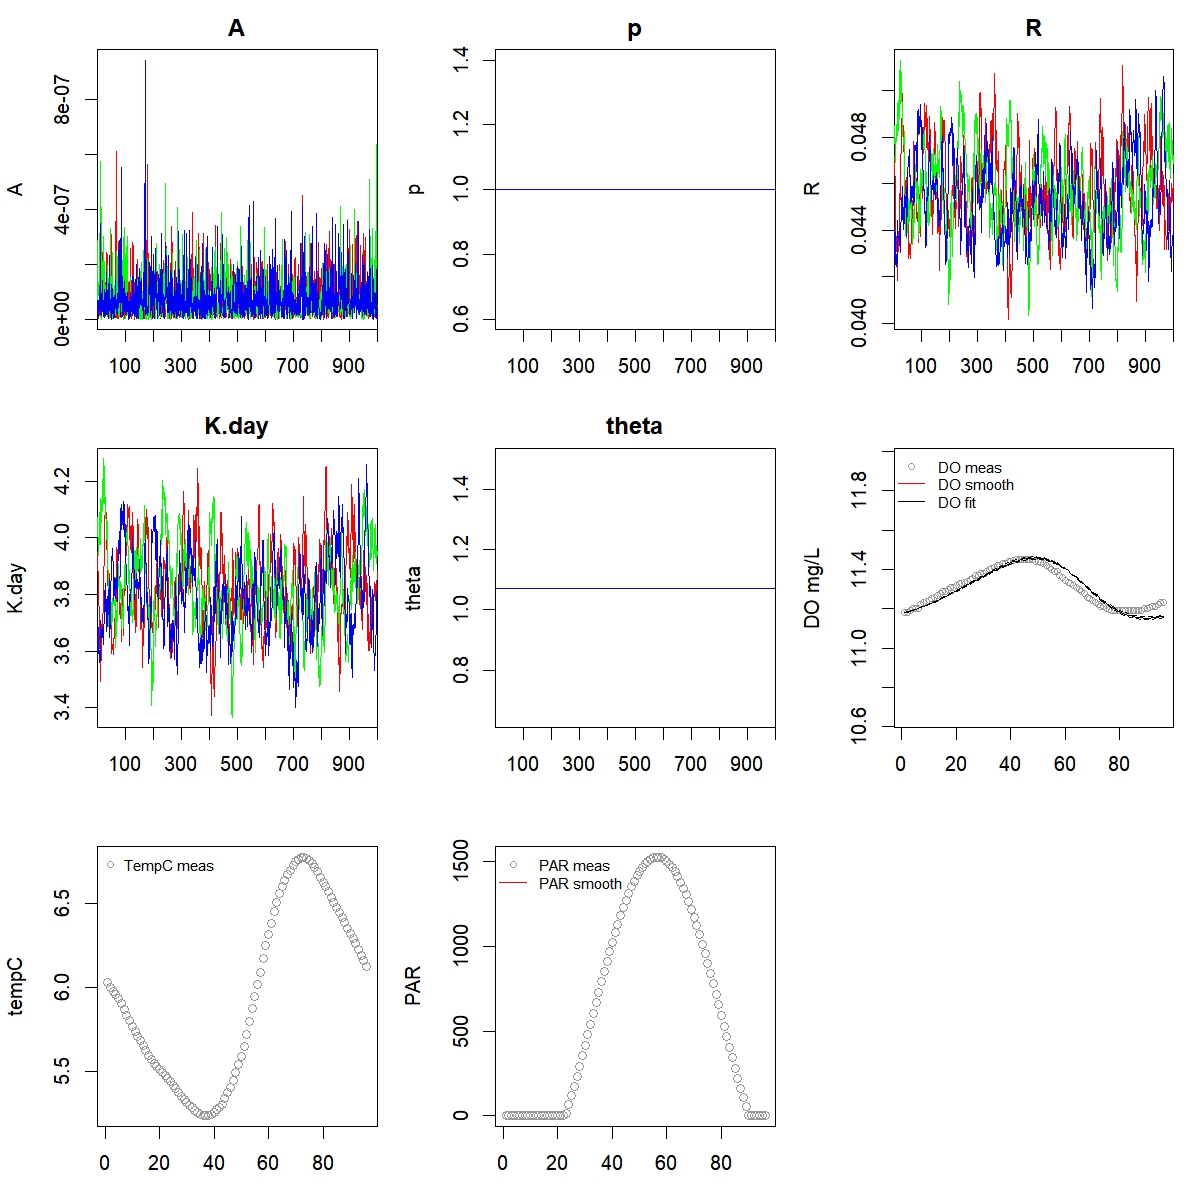 A
A
0e+00
4e-07
8e-07
100 300 500 700 900
p
p
0.6
0.8
1.0
1.2
1.4
100 300 500 700 900
R
R
0.040
0.044
0.048
100 300 500 700 900
K.day
K.day
3.4
3.6
3.8
4.0
4.2
100 300 500 700 900
theta
theta
0.8
1.0
1.2
1.4
100 300 500 700 900
DO meas
DO smooth
DO fit
DO mg/L
10.6
11.0
11.4
11.8
0 20 40 60 80
TempC meas
tempC
5.5
6.0
6.5
0 20 40 60 80
PAR meas
PAR smooth
PAR
0
500
1000
1500
0 20 40 60 80